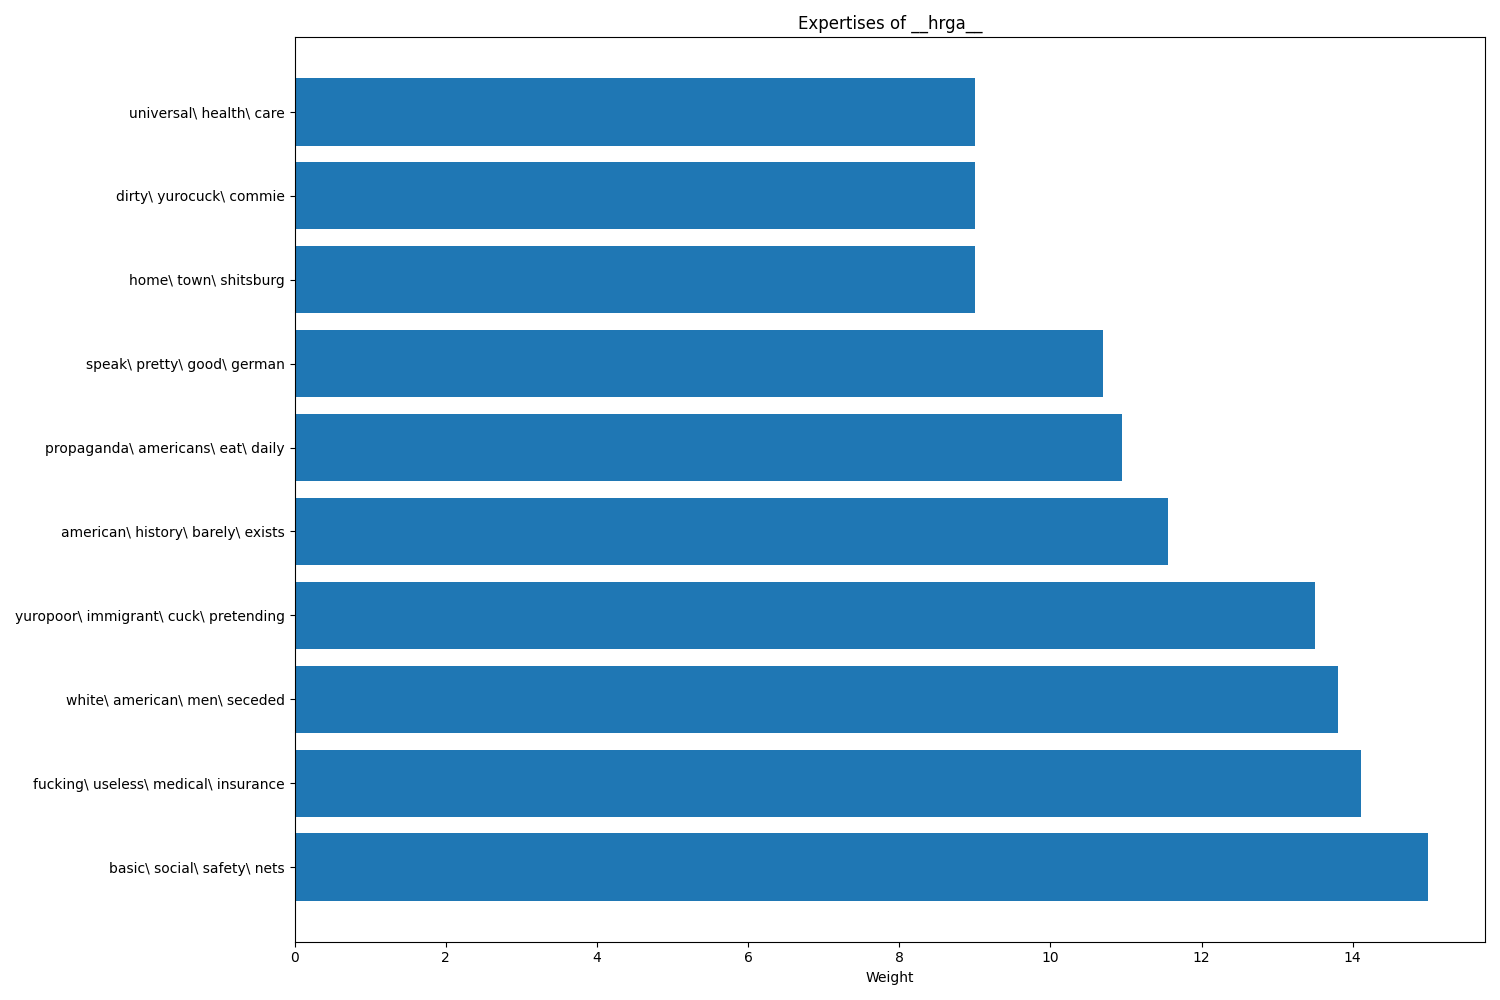 Expertises of __hrga__
universal\ health\ care
dirty\ yurocuck\ commie
home\ town\ shitsburg
speak\ pretty\ good\ german
propaganda\ americans\ eat\ daily
american\ history\ barely\ exists
yuropoor\ immigrant\ cuck\ pretending
white\ american\ men\ seceded
fucking\ useless\ medical\ insurance
basic\ social\ safety\ nets
0 2 4 6 8 10 12 14
Weight